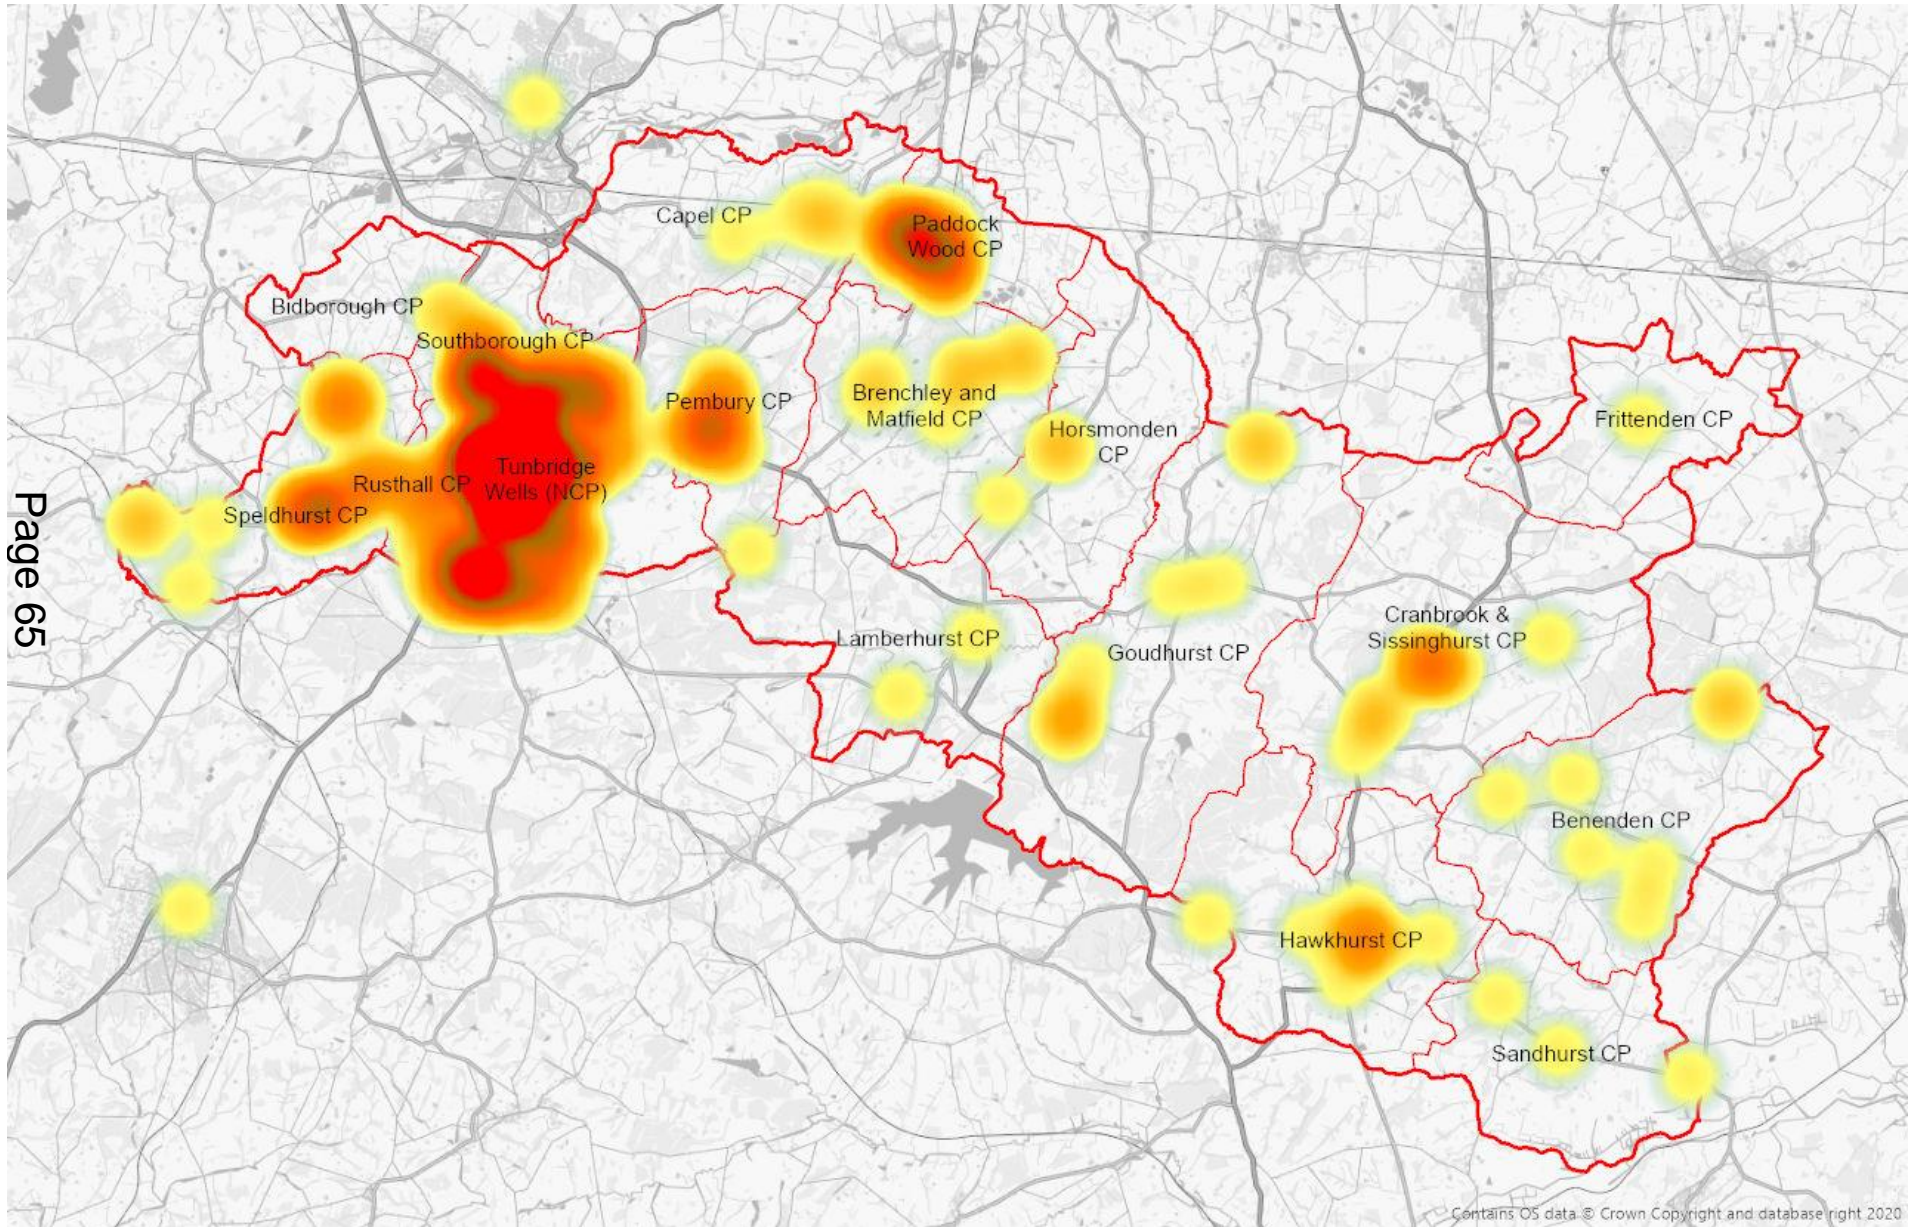 Capel CP
Paddock
Wood CP
Bidborough CP
Southborough CP
Pembury CP
Brenchley and
Matfield CP
Horsmonden
CP
Frittenden CP
Tunbridge
Wells (NCP)
Rusthall CP
Speldhurst CP
Page 65
Cranbrook &
Sissinghurst CP
Lamberhurst CP
Goudhurst CP
Benenden CP
Hawkhurst CP
Sandhurst CP
Contains OS data © Crown Copyright and database right 2020